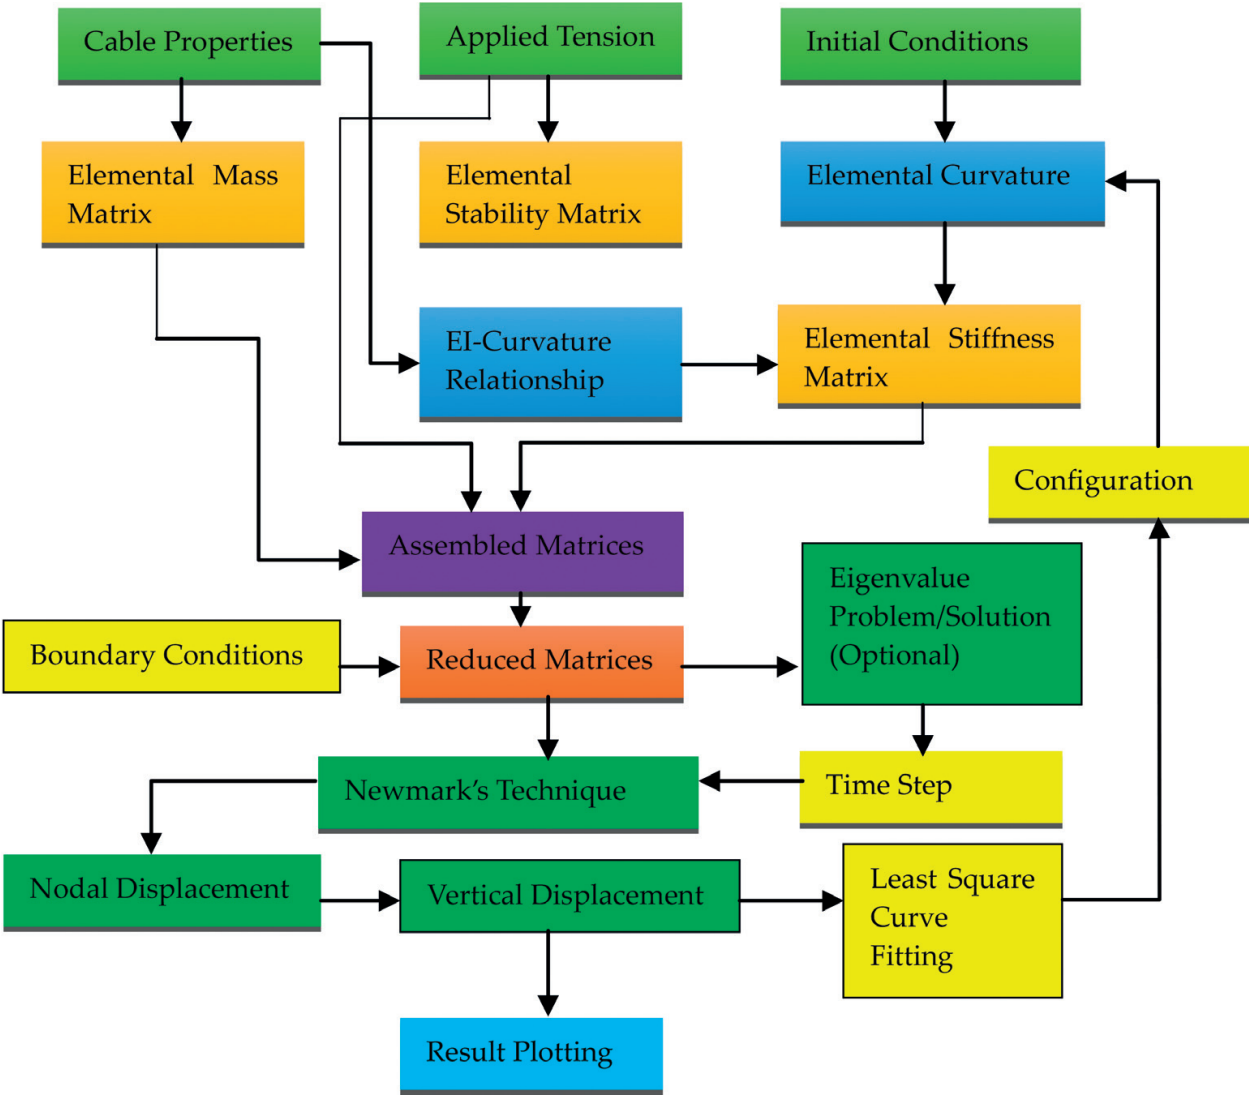 Cable Properties
Applied Tension
Initial Conditions
Elemental Mass
Matrix
Elemental
Stability Matrix
Elemental Curvature
EI-Curvature
Relationship
Elemental Stiffness
Matrix
Configuration
Assembled Matrices
Eigenvalue
Problem/Solution
(Optional)
Boundary Conditions
Reduced Matrices
Newmark's Technique
Time Step
Nodal Displacement
Vertical Displacement
Least Square
Curve
Fitting
Result Plotting